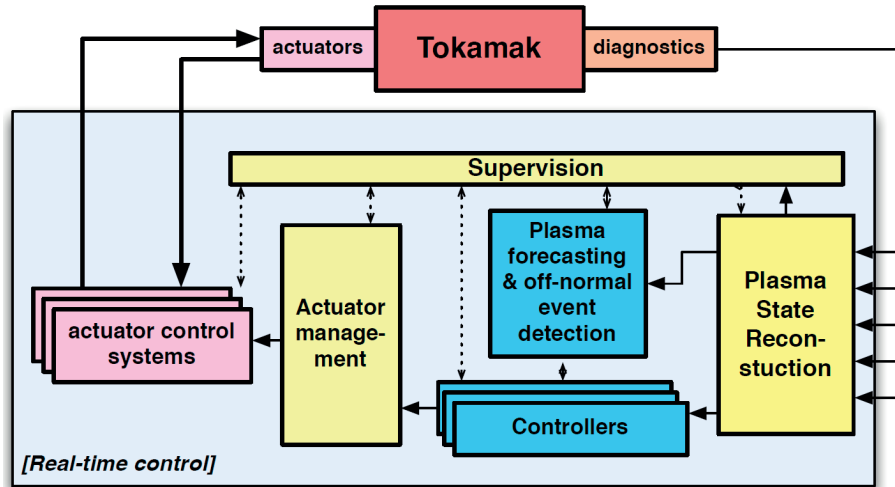 actuators
Tokamak
diagnostics
Supervision
Plasma
forecasting
& off-normal
event
detection
Plasma
State
Recon-
stuction
Actuator
manage-
ment
actuator control
systems
Controllers
[Real-time control]